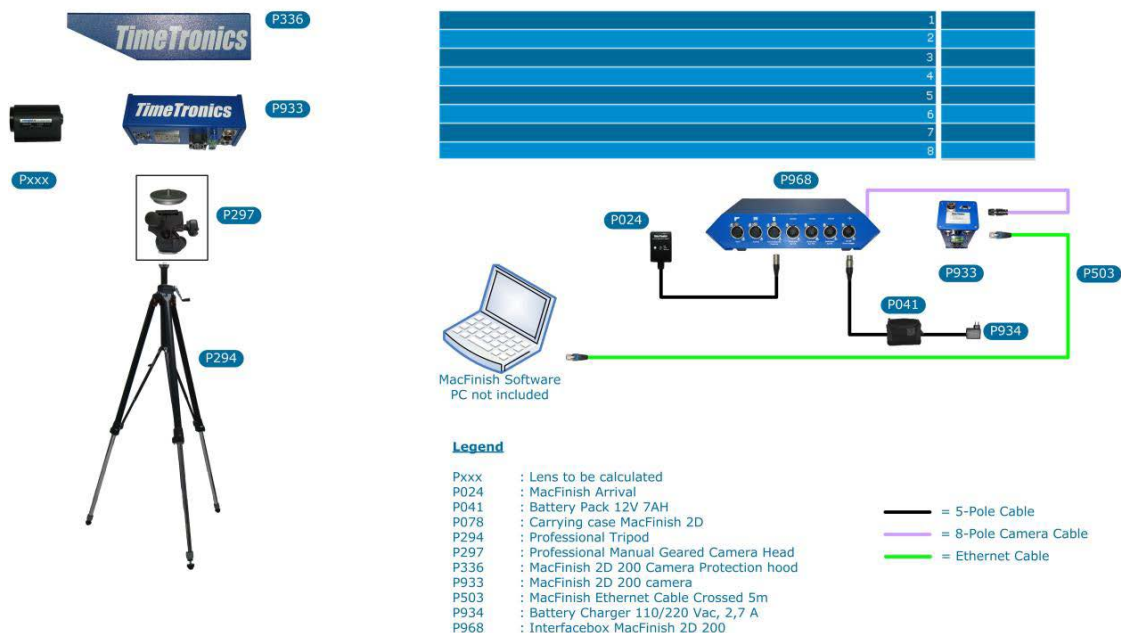 P336
TimeTronics
P933
TimeTronics
Pxxx
P297
P294
1
2
3
4
5
6
7
8
P968
P024
P933
P503
P041
P934
MacFinish Software
PC not included
Legend
Pxxx : Lens to be calculated
P024 : MacFinish Arrival
P041 : Battery Pack 12V 7AH
P078 : Carrying case MacFinish 2D
P294 : Professional Tripod
P297 : Professional Manual Geared Camera Head
P336 : MacFinish 2D 200 Camera Protection hood
P933 : MacFinish 2D 200 camera
P503 : MacFinish Ethernet Cable Crossed 5m
P934 : Battery Charger 110/220 Vac, 2,7 A
P968 : Interfacebox MacFinish 2D 200
= 5-Pole Cable
= 8-Pole Camera Cable
= Ethernet Cable